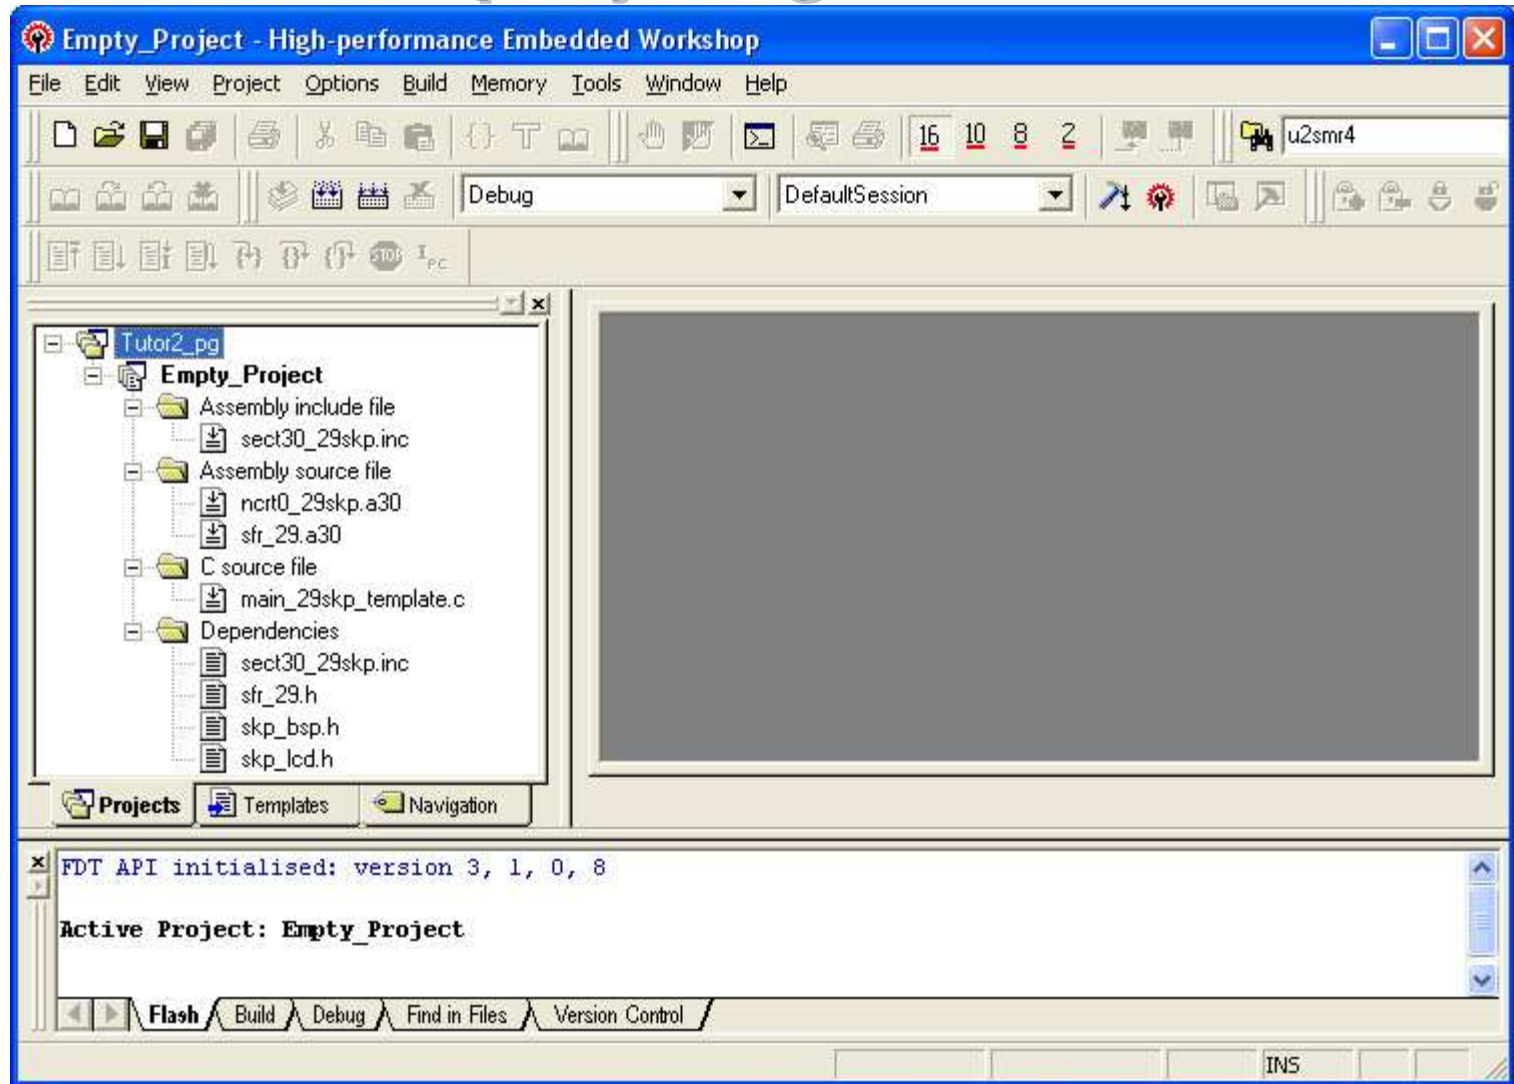 Empty_Project - High-performance Embedded Workshop
File Edit View Project Options Build Memory Tools Window Help
16 10 8 2 u2smr4
Debug DefaultSession
STOP IPC
Tutor2_pg
Empty_Project
Assembly include file
sect30_29skp.inc
Assembly source file
ncrt0_29skp.a30
sfr_29.a30
C source file
main_29skp_template.c
Dependencies
sect30_29skp.inc
sfr_29.h
skp_bsp.h
skp_lcd.h
Projects Templates Navigation
FDT API initialised: version 3, 1, 0, 8
Active Project: Empty_Project
Flash Build Debug Find in Files Version Control
INS